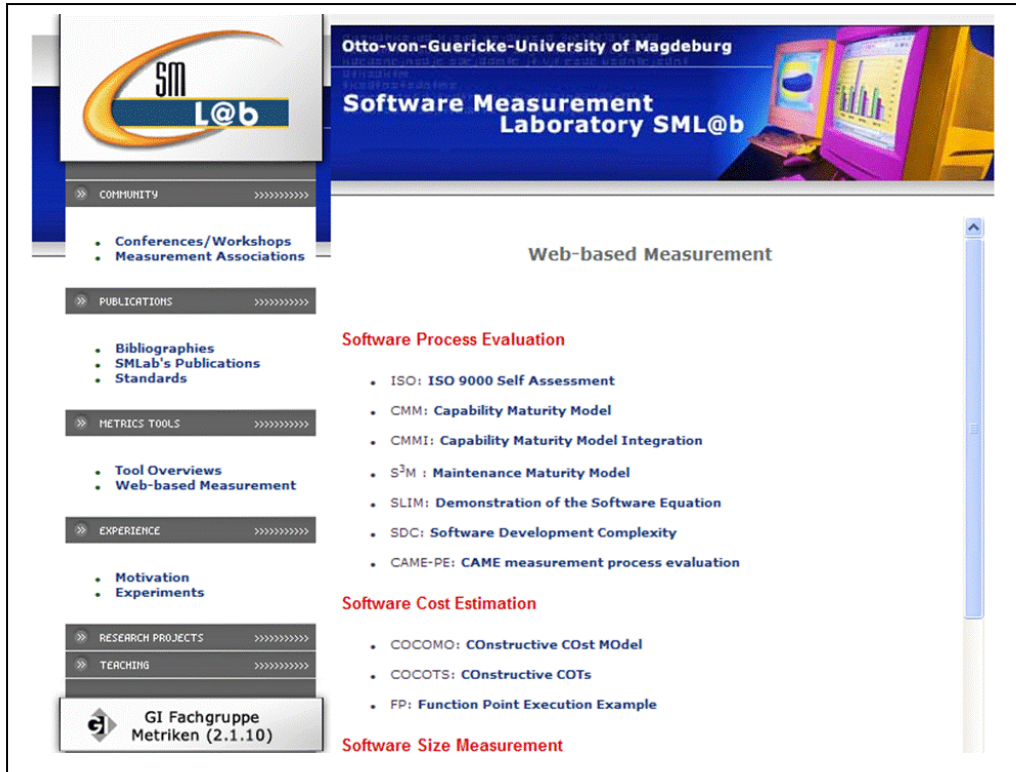 SM
L@b
Otto-von-Guericke-University of Magdeburg
Software Measurement
Laboratory SML@b
COMMUNITY >>>>>>>>>>>
• Conferences/Workshops
• Measurement Associations
PUBLICATIONS >>>>>>>>>>>
• Bibliographies
• SMLab's Publications
• Standards
METRICS TOOLS >>>>>>>>>>>
• Tool Overviews
• Web-based Measurement
EXPERIENCE >>>>>>>>>>>
• Motivation
• Experiments
RESEARCH PROJECTS >>>>>>>>>>>
TEACHING >>>>>>>>>>>
GI Fachgruppe
Metriken (2.1.10)
Web-based Measurement
Software Process Evaluation
• ISO: ISO 9000 Self Assessment
• CMM: Capability Maturity Model
• CMMI: Capability Maturity Model Integration
• S³M : Maintenance Maturity Model
• SLIM: Demonstration of the Software Equation
• SDC: Software Development Complexity
• CAME-PE: CAME measurement process evaluation
Software Cost Estimation
• COCOMO: COnstructive COst MOdel
• COCOTS: COnstructive COTs
• FP: Function Point Execution Example
Software Size Measurement